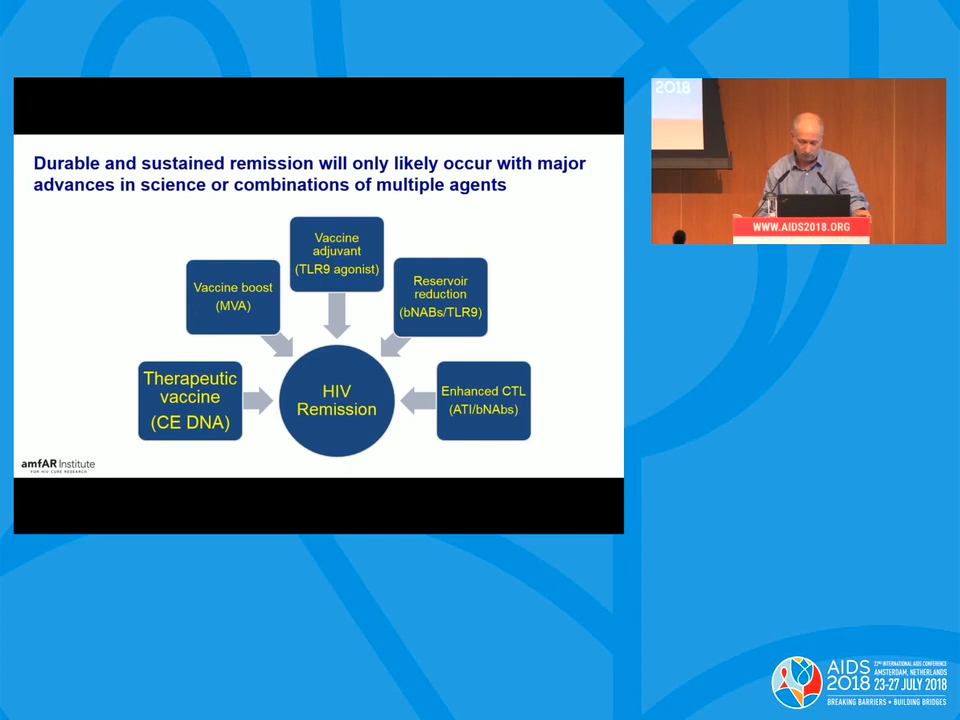 Durable and sustained remission will only likely occur with major
advances in science or combinations of multiple agents
Vaccine
adjuvant
(TLR9 agonist)
Vaccine boost
(MVA)
Reservoir
reduction
(bNABs/TLR9)
Therapeutic
vaccine
(CE DNA)
HIV
Remission
Enhanced CTL
(ATI/bNAbs)
amfAR Institute
FOR HIV CURE RESEARCH
2018
WWW.AIDS2018.ORG
AIDS
2018
22ND INTERNATIONAL AIDS CONFERENCE
AMSTERDAM, NETHERLANDS
23-27 JULY 2018
BREAKING BARRIERS • BUILDING BRIDGES